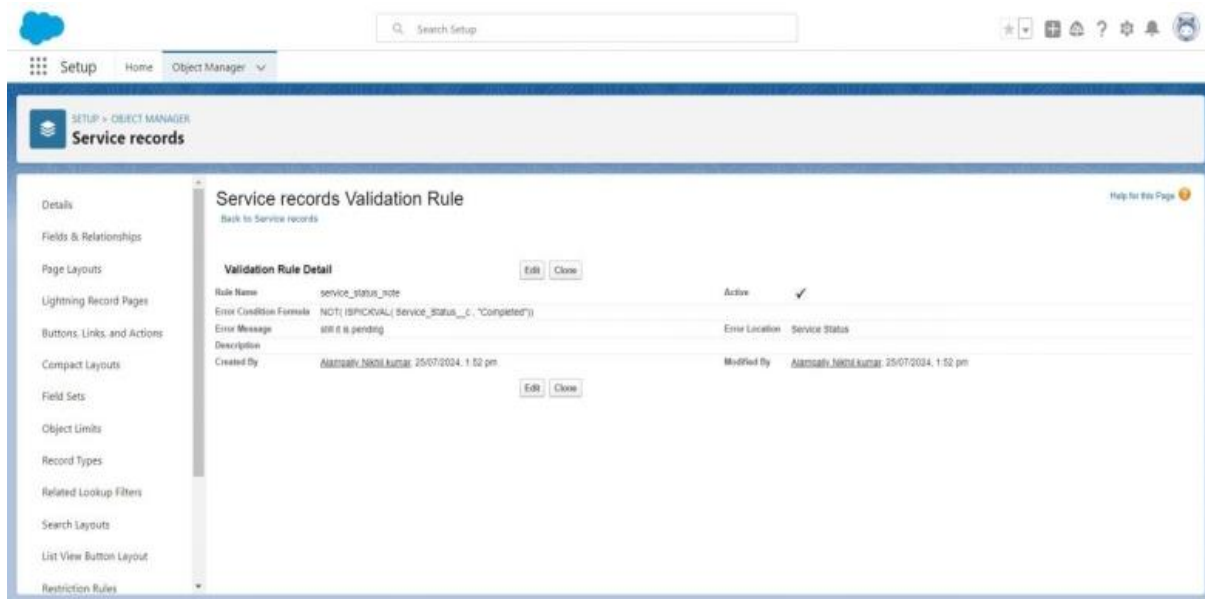 Search Setup
Setup Home Object Manager
SETUP > OBJECT MANAGER
Service records
Details
Fields & Relationships
Page Layouts
Lightning Record Pages
Buttons, Links, and Actions
Compact Layouts
Field Sets
Object Limits
Record Types
Related Lookup Filters
Search Layouts
List View Button Layout
Restriction Rules
Service records Validation Rule
Help for this Page
Back to Service records
Validation Rule Detail Edit Clone
Rule Name service_status_note Active ✓
Error Condition Formula NOT( ISPICKVAL( Service_Status__c , "Completed"))
Error Message still it is pending Error Location Service Status
Description
Created By Nikhil kumar, 25/07/2024, 1:52 pm Modified By Nikhil kumar, 25/07/2024, 1:52 pm
Edit Clone